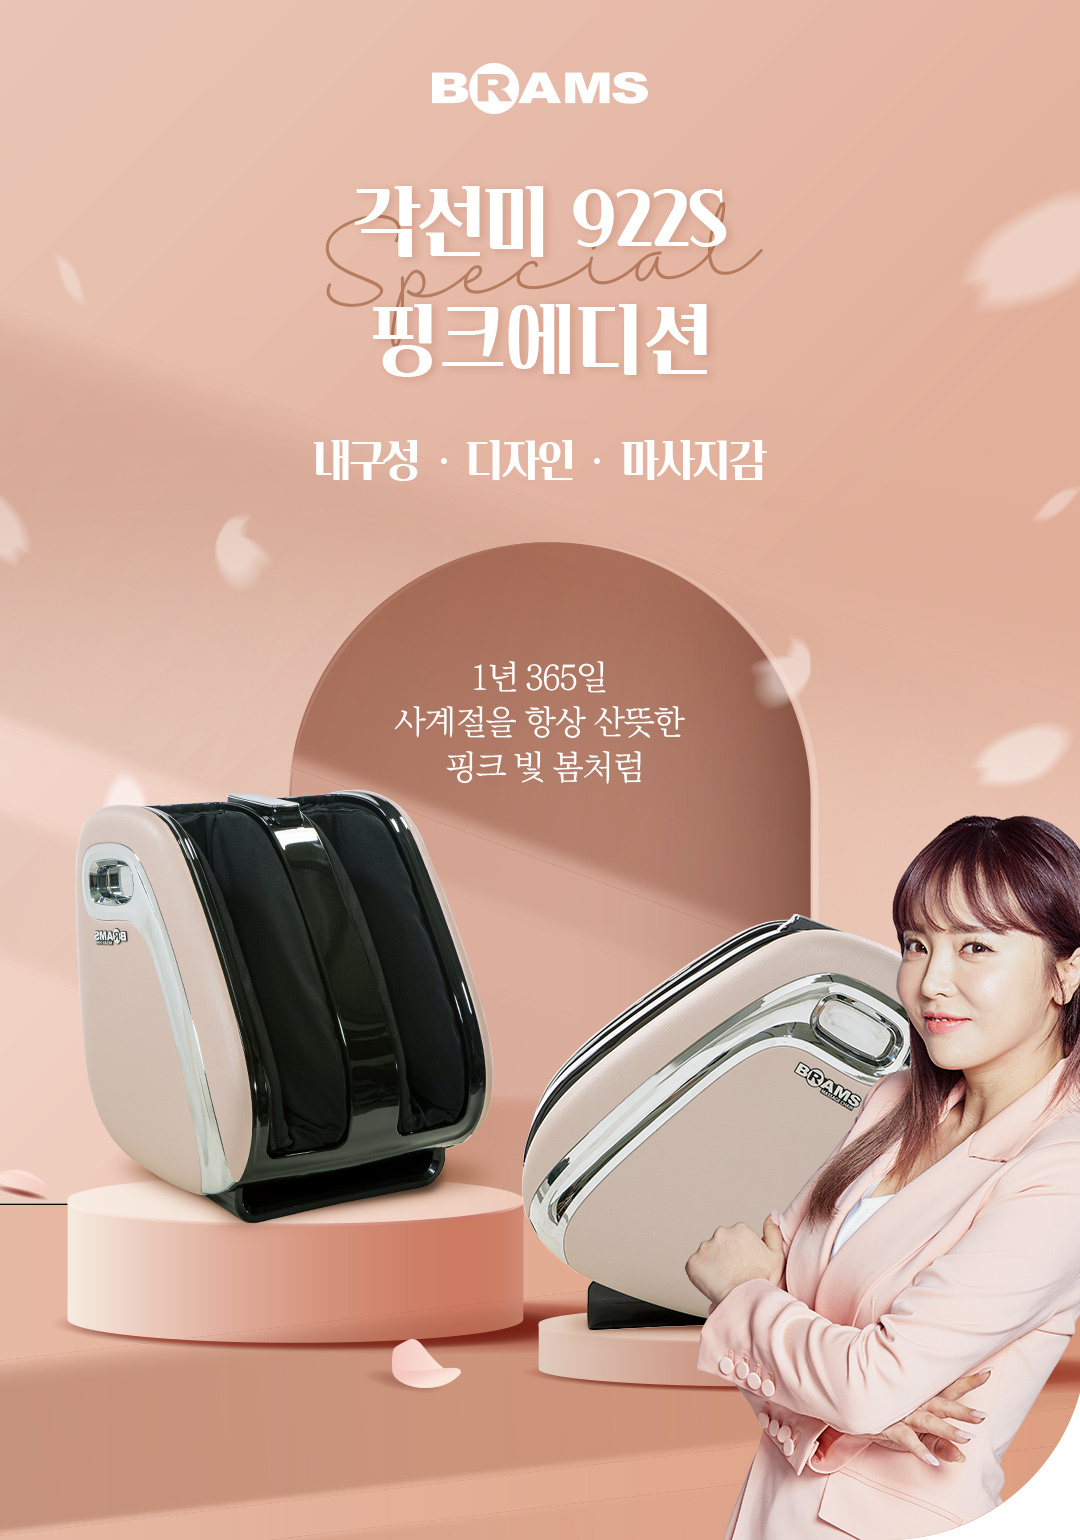 BRAMS
각선미 922S
Special
핑크에디션
내구성 · 디자인 · 마사지감
1년 365일
사계절을 항상 산뜻한
핑크 빛 봄처럼
BRAMS
BRAMS